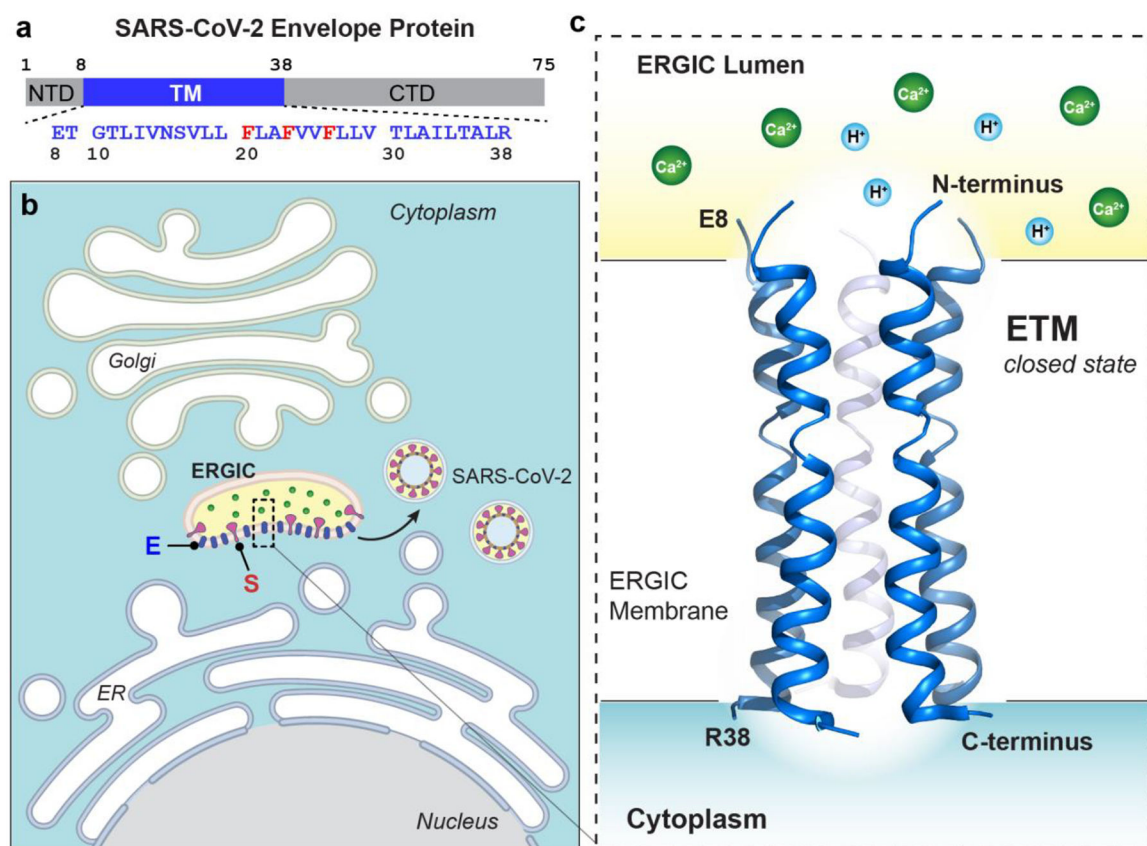 a
SARS-CoV-2 Envelope Protein
1 8 38 75
NTD TM CTD
ET GTLIVNSVLL FLAFVVFLLV TLAILTALR
8 10 20 30 38
b
Cytoplasm
Golgi
ERGIC
SARS-CoV-2
E
S
ER
Nucleus
c
ERGIC Lumen
Ca²⁺
Ca²⁺
Ca²⁺
H⁺
H⁺
Ca²⁺
H⁺
N-terminus
Ca²⁺
E8
H⁺
ETM
closed state
ERGIC
Membrane
R38
C-terminus
Cytoplasm